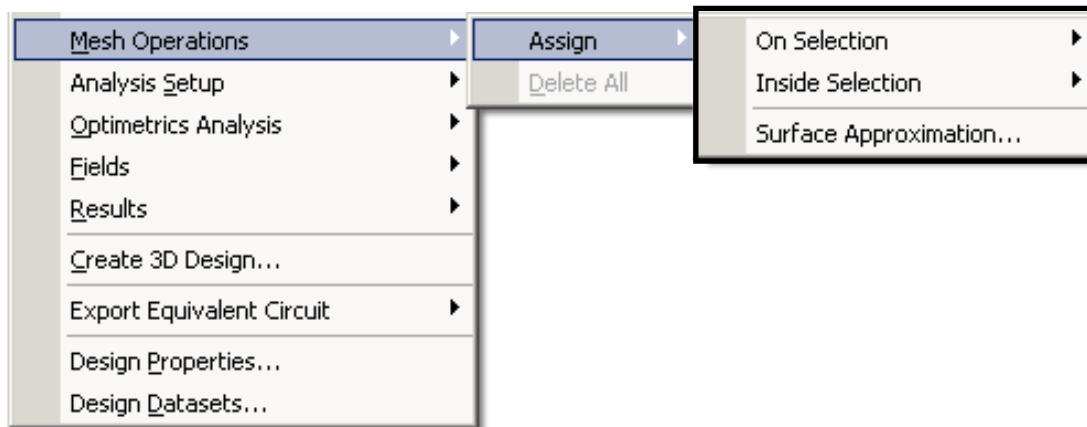 Mesh Operations
Analysis Setup
Optimetrics Analysis
Fields
Results
Create 3D Design...
Export Equivalent Circuit
Design Properties...
Design Datasets...
Assign
Delete All
On Selection
Inside Selection
Surface Approximation...